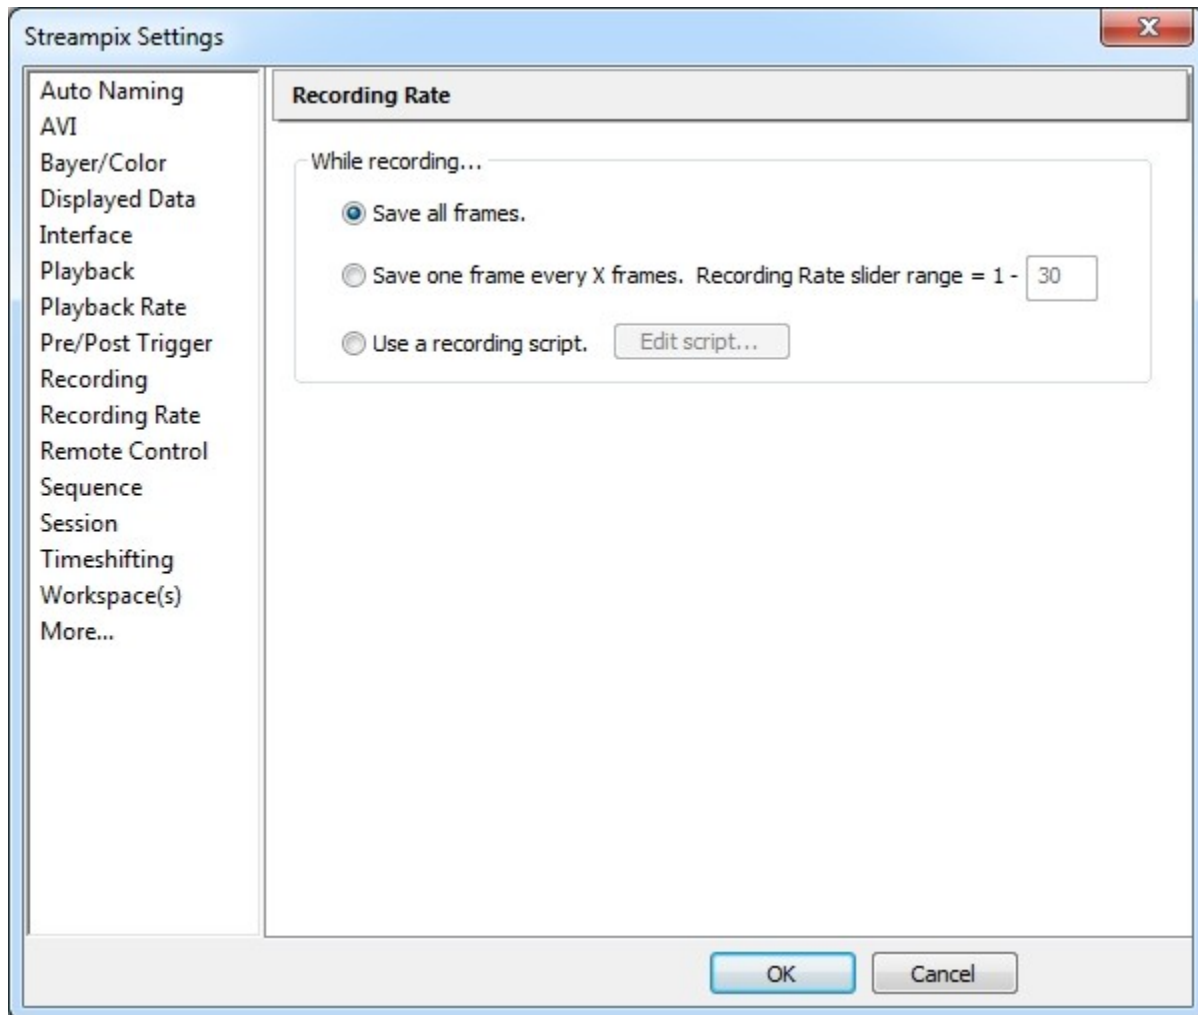 Streampix Settings
Auto Naming
AVI
Bayer/Color
Displayed Data
Interface
Playback
Playback Rate
Pre/Post Trigger
Recording
Recording Rate
Remote Control
Sequence
Session
Timeshifting
Workspace(s)
More...
Recording Rate
While recording...
Save all frames.
Save one frame every X frames. Recording Rate slider range = 1 - 30
Use a recording script. Edit script...
OK Cancel